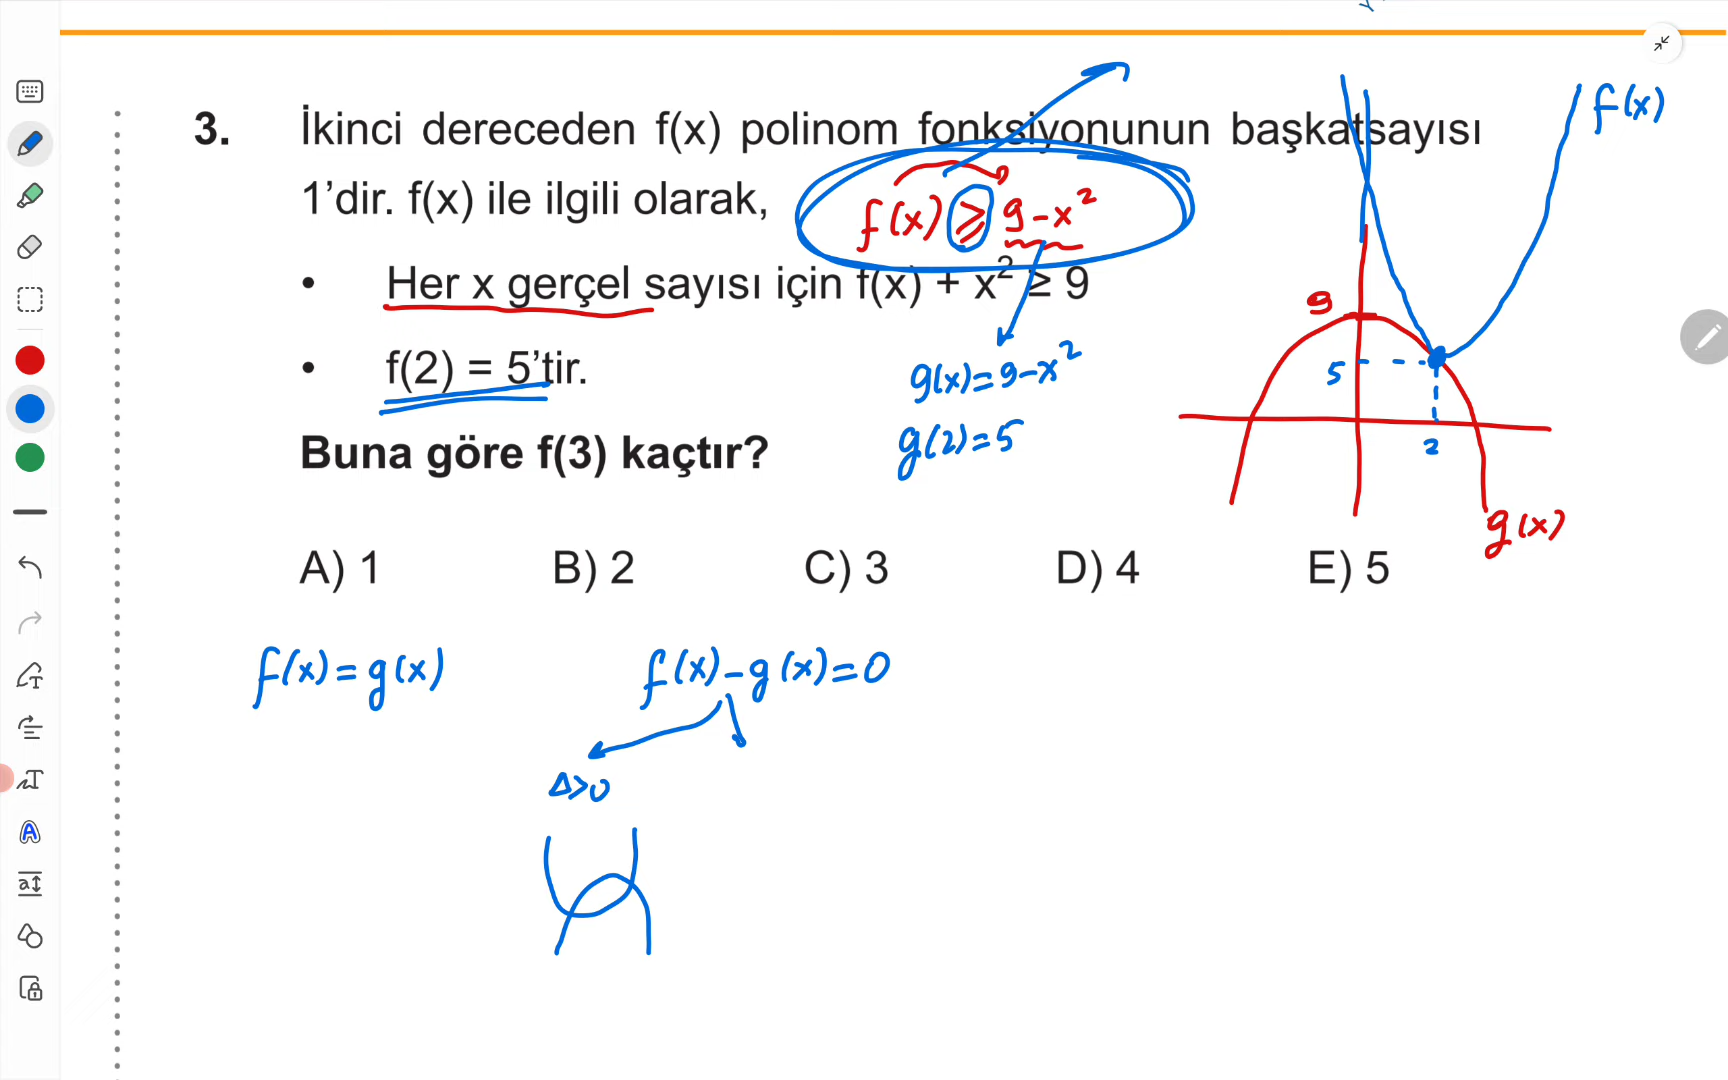 3. İkinci dereceden f(x) polinom fonksiyonunun başkatsayısı
1’dir. f(x) ile ilgili olarak,
f(x) ≥ 9-x²
• Her x gerçel sayısı için f(x) + x² ≥ 9
• f(2) = 5’tir.
g(x)=9-x²
g(2)=5
Buna göre f(3) kaçtır?
A) 1 B) 2 C) 3 D) 4 E) 5
f(x)
9
5
2
g(x)
f(x)=g(x) f(x)-g(x)=0
Δ>0